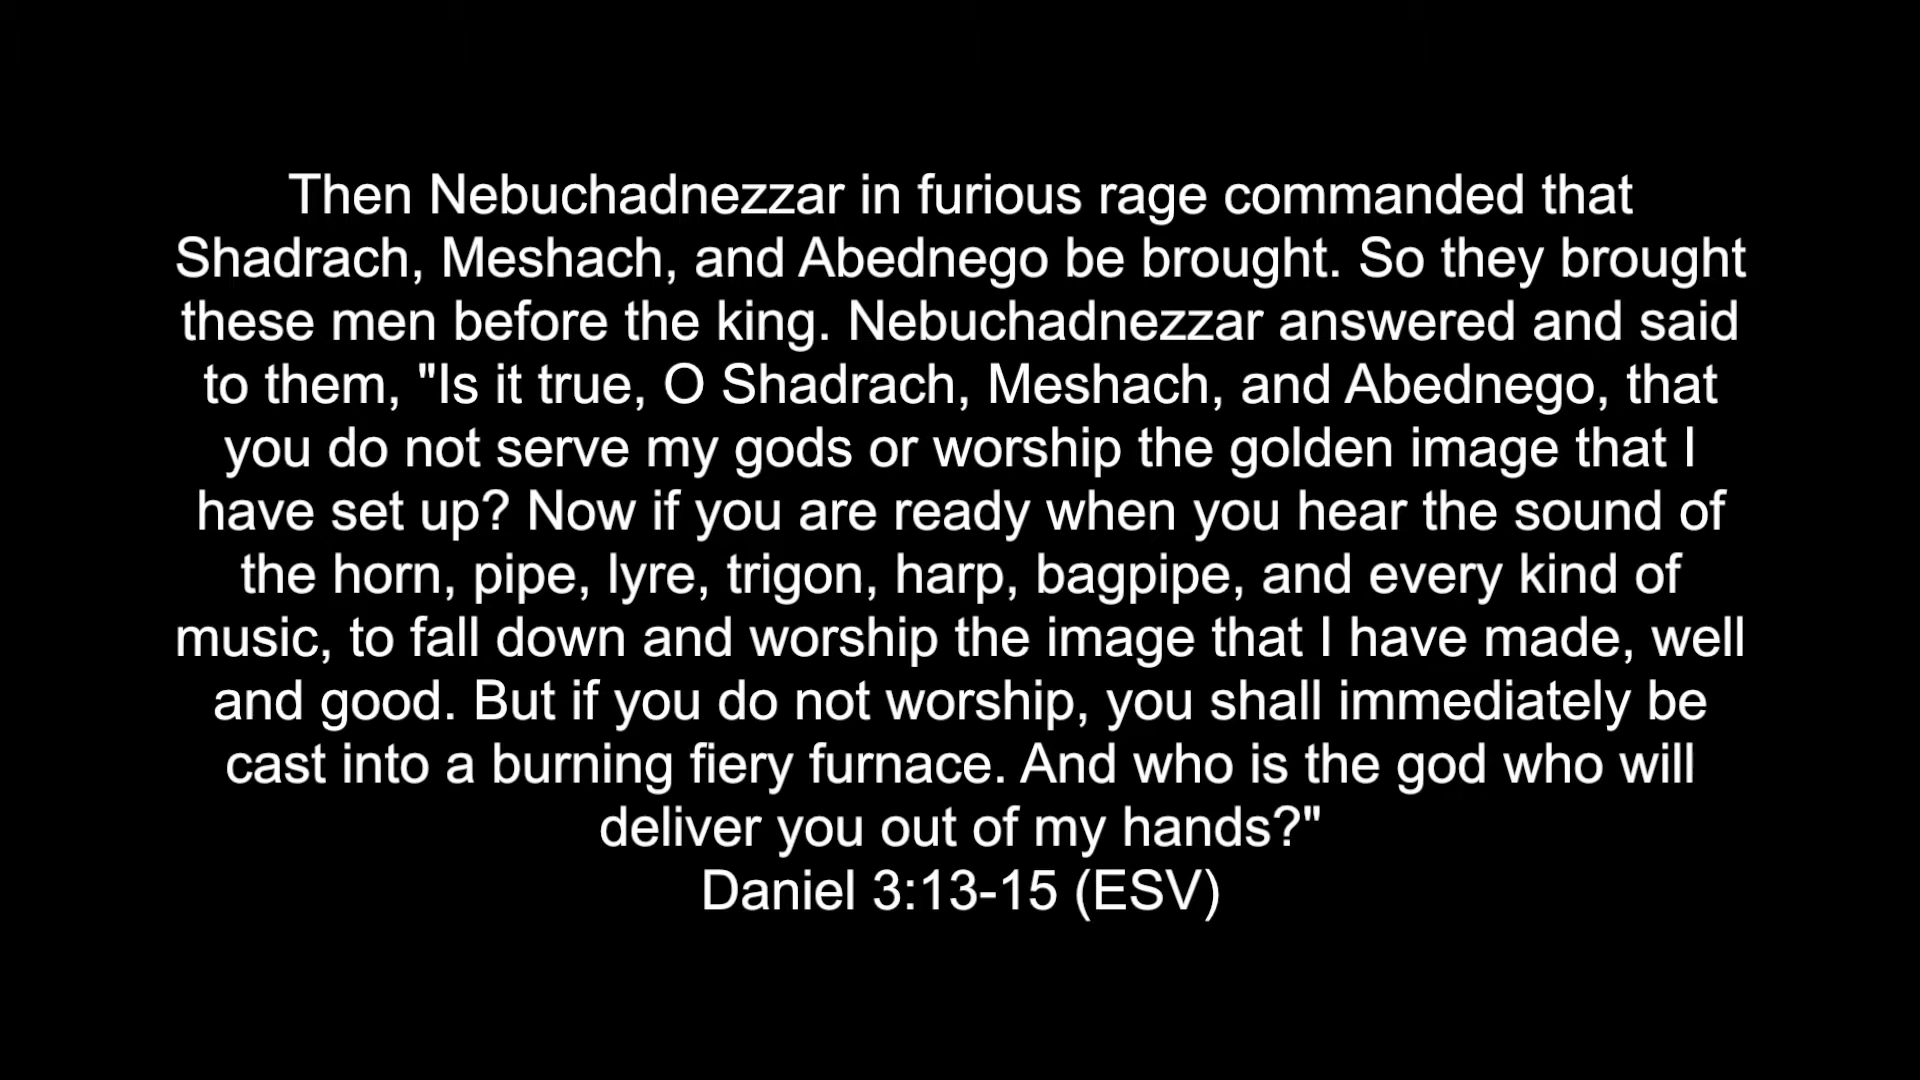 Then Nebuchadnezzar in furious rage commanded that
Shadrach, Meshach, and Abednego be brought. So they brought
these men before the king. Nebuchadnezzar answered and said
to them, "Is it true, O Shadrach, Meshach, and Abednego, that
you do not serve my gods or worship the golden image that I
have set up? Now if you are ready when you hear the sound of
the horn, pipe, lyre, trigon, harp, bagpipe, and every kind of
music, to fall down and worship the image that I have made, well
and good. But if you do not worship, you shall immediately be
cast into a burning fiery furnace. And who is the god who will
deliver you out of my hands?"
Daniel 3:13-15 (ESV)